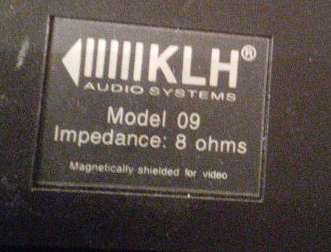 KLH®
AUDIO SYSTEMS
Model 09
Impedance: 8 ohms
Magnetically shielded for video